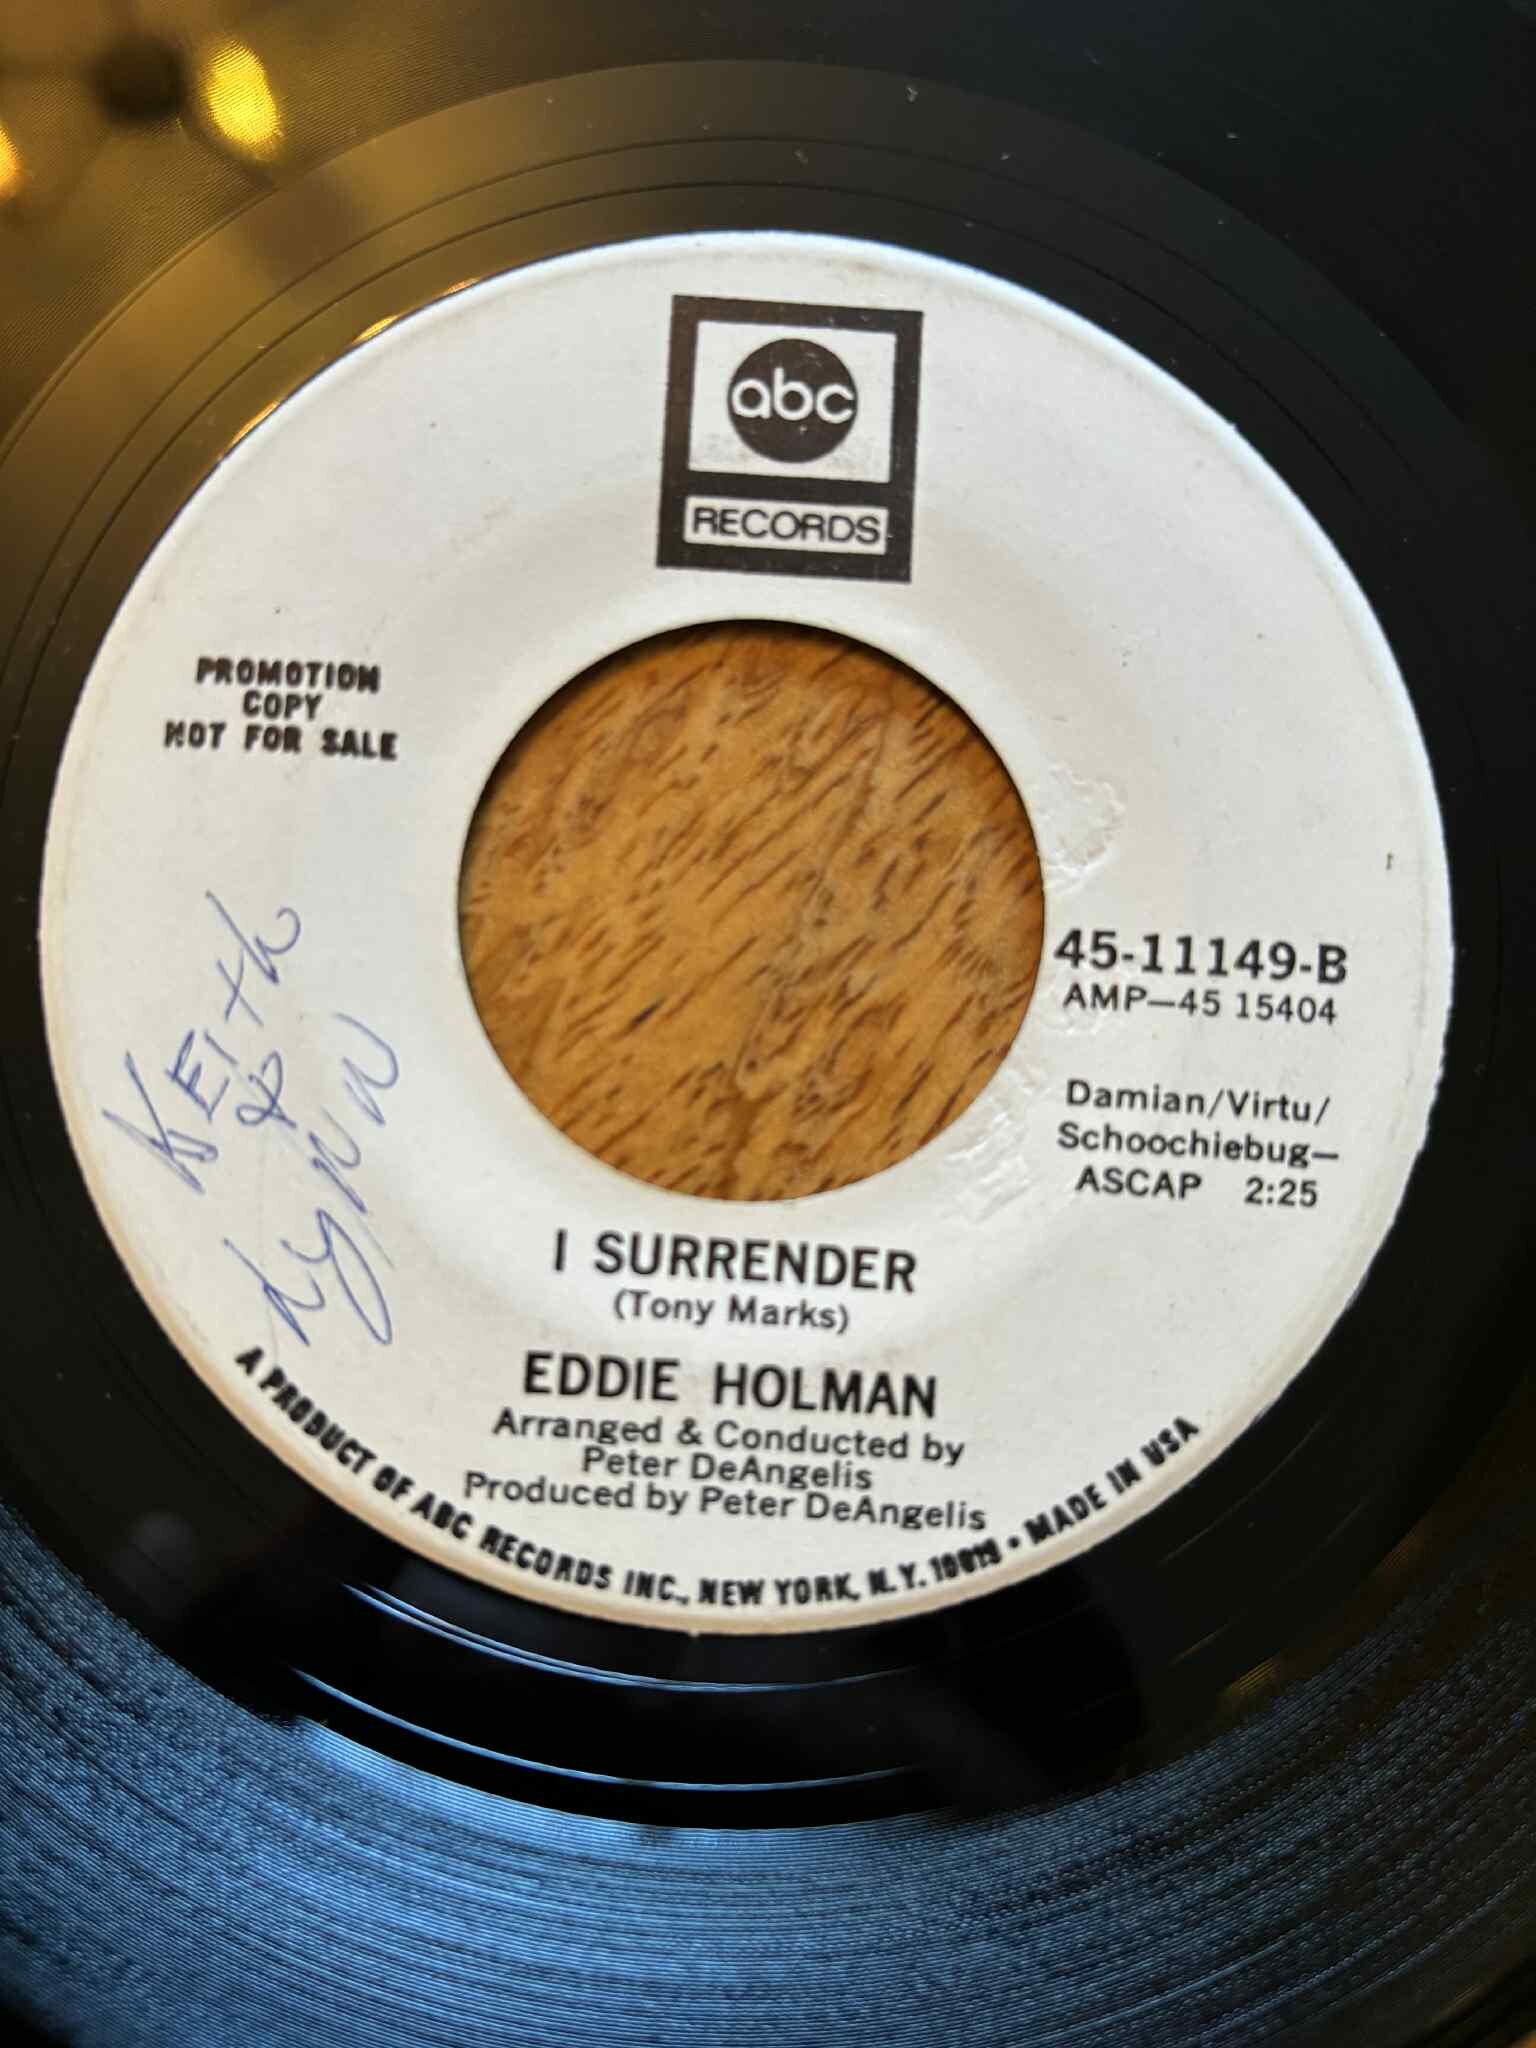 abc
RECORDS
PROMOTION
COPY
NOT FOR SALE
45-11149-B
AMP—45 15404
Damian/Virtu/
Schoochiebug—
ASCAP 2:25
KEith
&
Lynn
I SURRENDER
(Tony Marks)
EDDIE HOLMAN
Arranged & Conducted by
Peter DeAngelis
Produced by Peter DeAngelis
A PRODUCT OF ABC RECORDS INC., NEW YORK, N.Y. 10019 • MADE IN USA